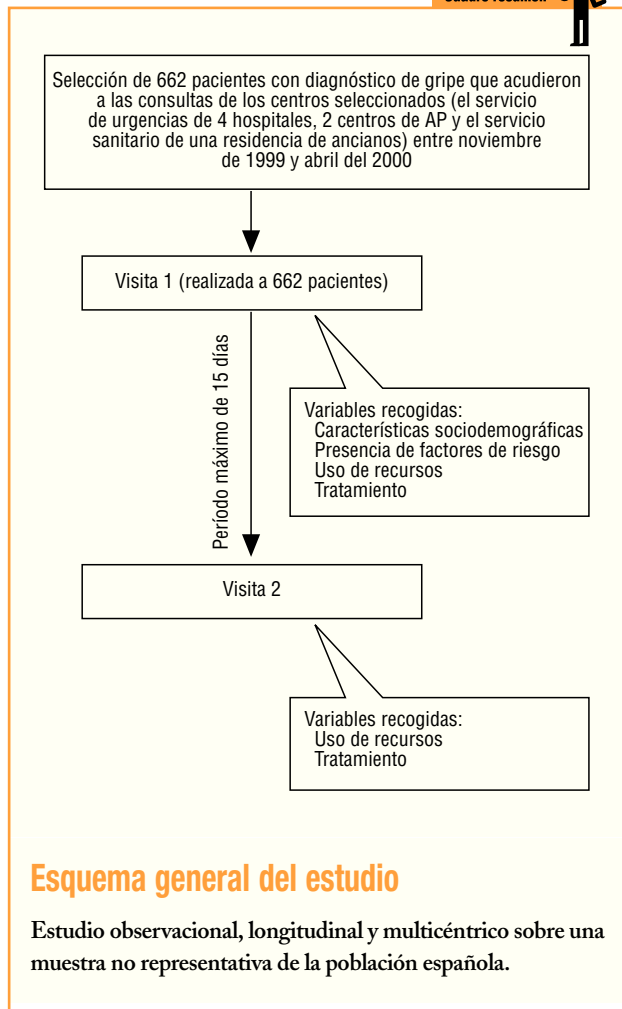 Selección de 662 pacientes con diagnóstico de gripe que acudieron
a las consultas de los centros seleccionados (el servicio
de urgencias de 4 hospitales, 2 centros de AP y el servicio
sanitario de una residencia de ancianos) entre noviembre
de 1999 y abril del 2000
Visita 1 (realizada a 662 pacientes)
Período máximo de 15 días
Variables recogidas:
Características sociodemográficas
Presencia de factores de riesgo
Uso de recursos
Tratamiento
Visita 2
Variables recogidas:
Uso de recursos
Tratamiento
Esquema general del estudio
Estudio observacional, longitudinal y multicéntrico sobre una
muestra no representativa de la población española.